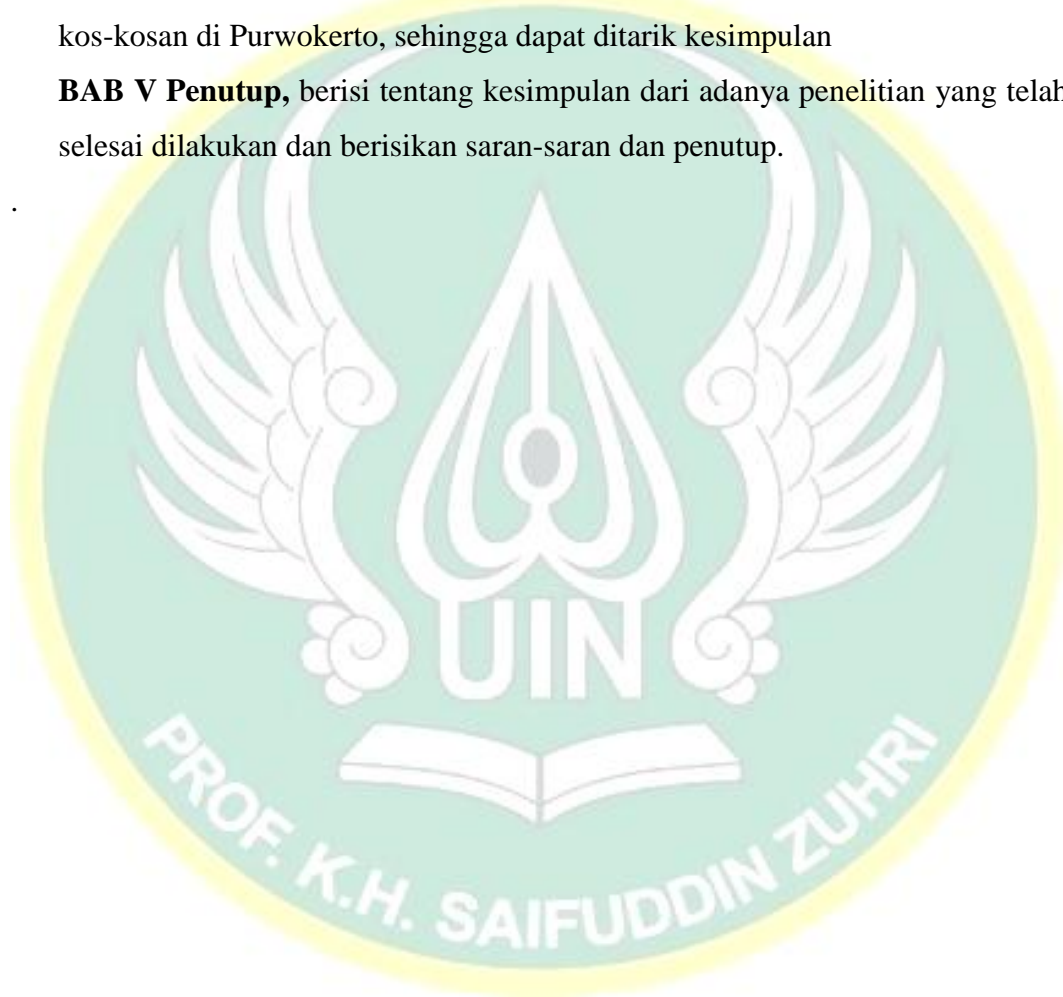 kos-kosan di Purwokerto, sehingga dapat ditarik kesimpulan
BAB V Penutup, berisi tentang kesimpulan dari adanya penelitian yang telah
selesai dilakukan dan berisikan saran-saran dan penutup.
.
UIN
PROF. K.H. SAIFUDDIN ZUHRI